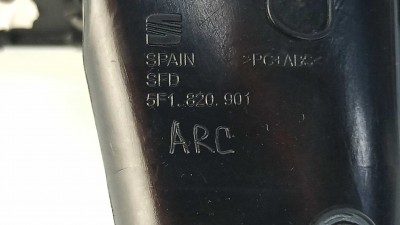 SPAIN >PC+ABS<
SFD
5F1.820.901
ARC